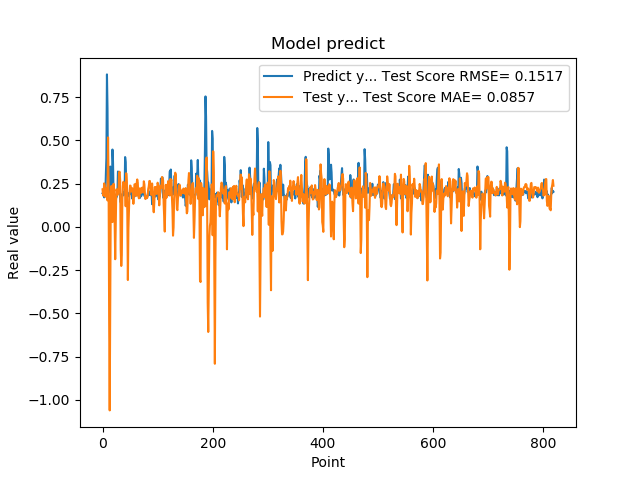 Model predict
Predict y... Test Score RMSE= 0.1517
Test y... Test Score MAE= 0.0857
Real value
0.75
0.50
0.25
0.00
−0.25
−0.50
−0.75
−1.00
0 200 400 600 800
Point